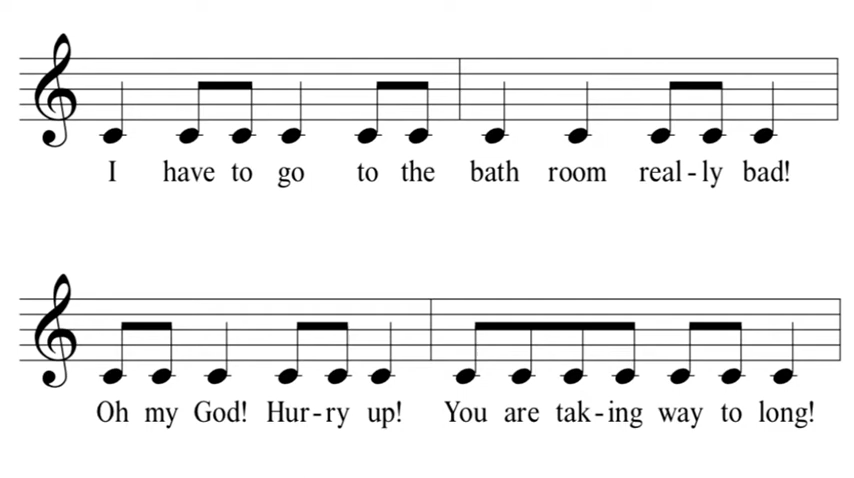 I have to go to the bath room real-ly bad!
Oh my God! Hur-ry up! You are tak-ing way to long!